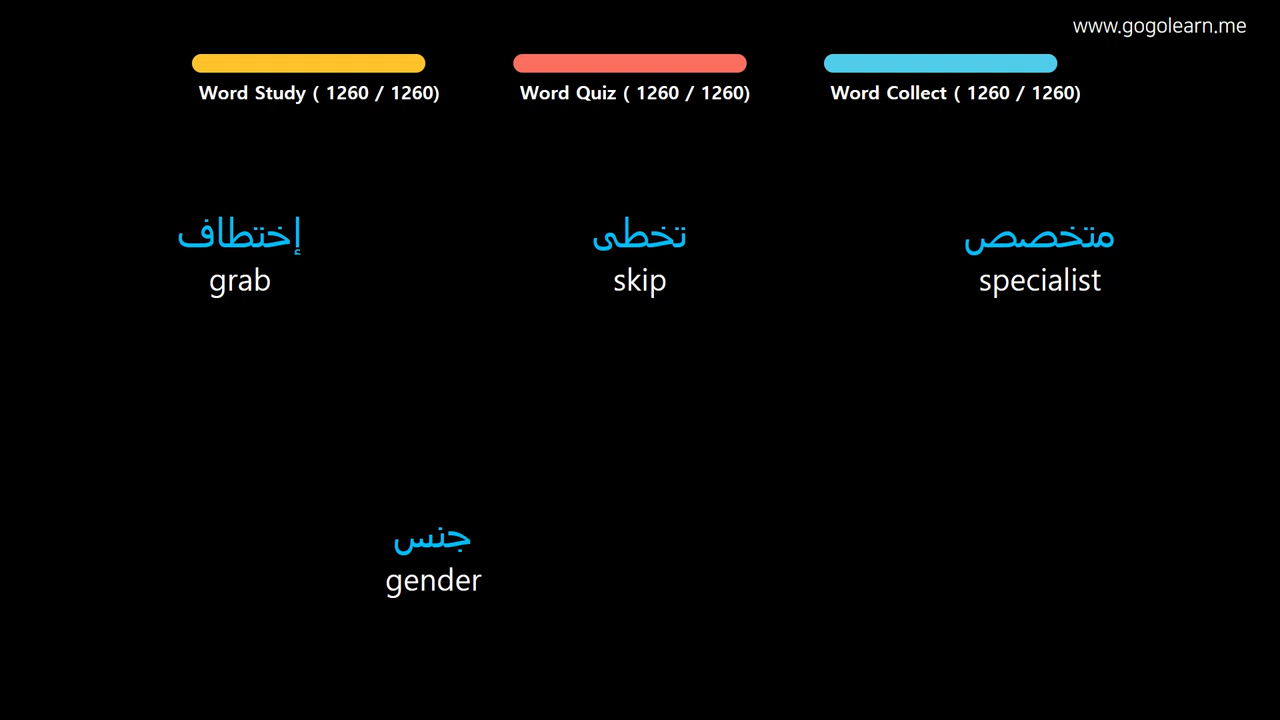 www.gogolearn.me
Word Study ( 1260 / 1260)
Word Quiz ( 1260 / 1260)
Word Collect ( 1260 / 1260)
إختطاف
grab
تخطى
skip
متخصص
specialist
جنس
gender